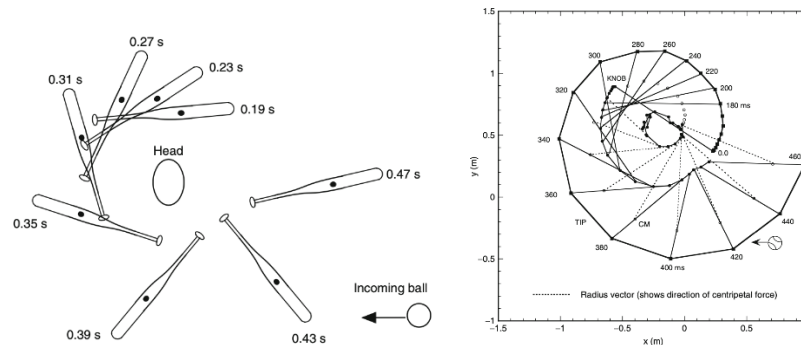 0.27 s
0.23 s
0.31 s
0.19 s
Head
0.47 s
0.35 s
Incoming ball
0.39 s
0.43 s
1.5
1
0.5
0
−0.5
−1
−1.5
y (m)
−1.5
−1
−0.5
0
0.5
1
x (m)
280
260
300
240
220
KNOB
320
200
180 ms
340
0.0
460
360
TIP
CM
440
380
420
400 ms
Radius vector (shows direction of centripetal force)